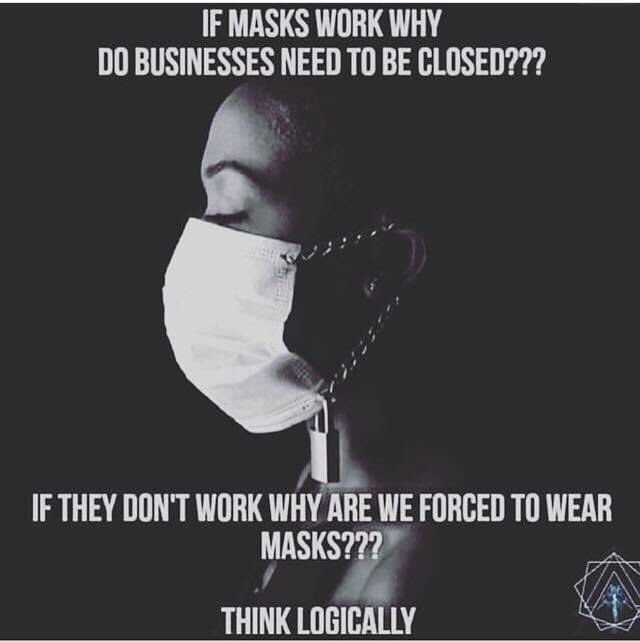 IF MASKS WORK WHY
DO BUSINESSES NEED TO BE CLOSED???
IF THEY DON'T WORK WHY ARE WE FORCED TO WEAR
MASKS???
THINK LOGICALLY